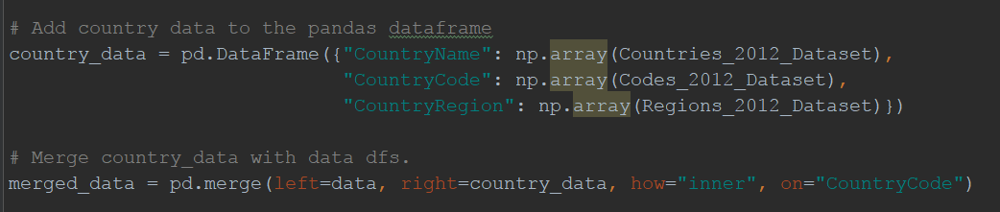 # Add country data to the pandas dataframe
country_data = pd.DataFrame({"CountryName": np.array(Countries_2012_Dataset),
"CountryCode": np.array(Codes_2012_Dataset),
"CountryRegion": np.array(Regions_2012_Dataset)})
# Merge country_data with data dfs.
merged_data = pd.merge(left=data, right=country_data, how="inner", on="CountryCode")